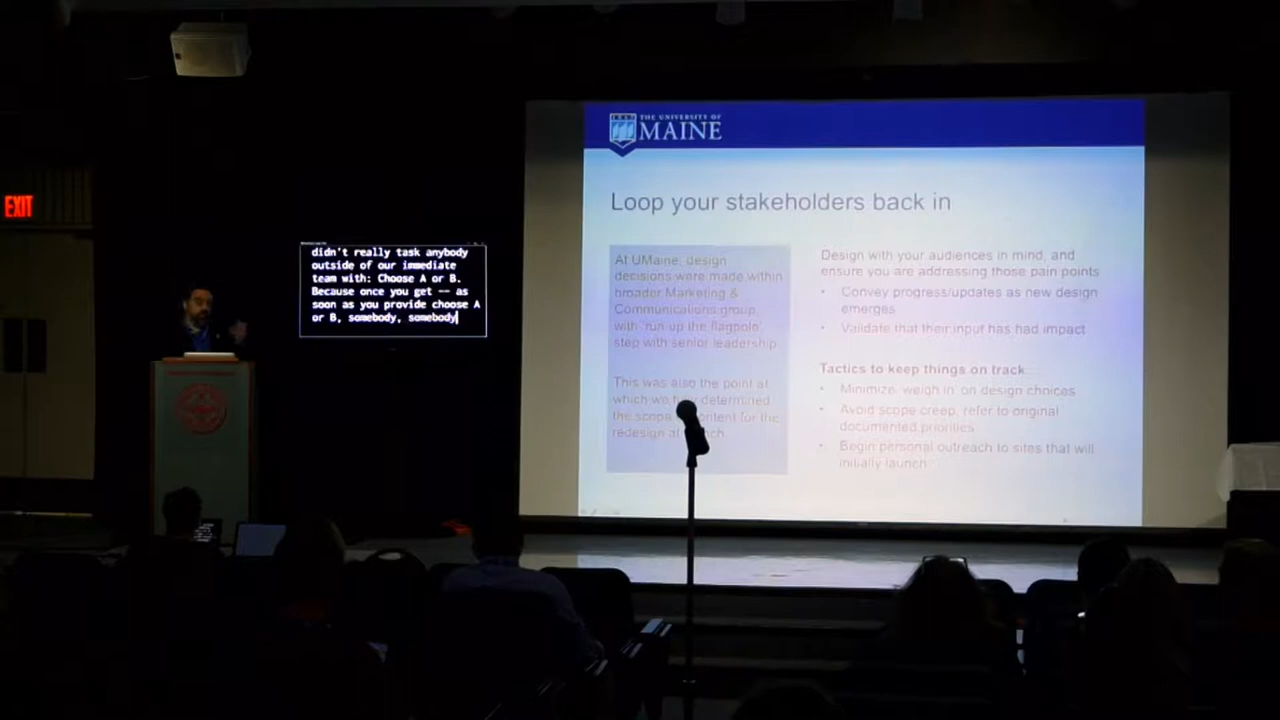 EXIT
didn't really task anybody
outside of our immediate
team with: Choose A or B.
Because once you get -- as
soon as you provide choose A
or B, somebody, somebody
THE UNIVERSITY OF
MAINE
Loop your stakeholders back in
At UMaine, design
decisions were made within
broader Marketing &
Communications group,
with 'run up the flagpole'
step with senior leadership
This was also the point at
which we determined
the scope content for the
redesign at
Design with your audiences in mind, and
ensure you are addressing those pain points
• Convey progress/updates as new design
emerges
• Validate that their input has had impact
Tactics to keep things on track
• Minimize 'weigh in' on design choices
• Avoid scope creep, refer to original
documented priorities
• Begin personal outreach to sites that will
initially launch